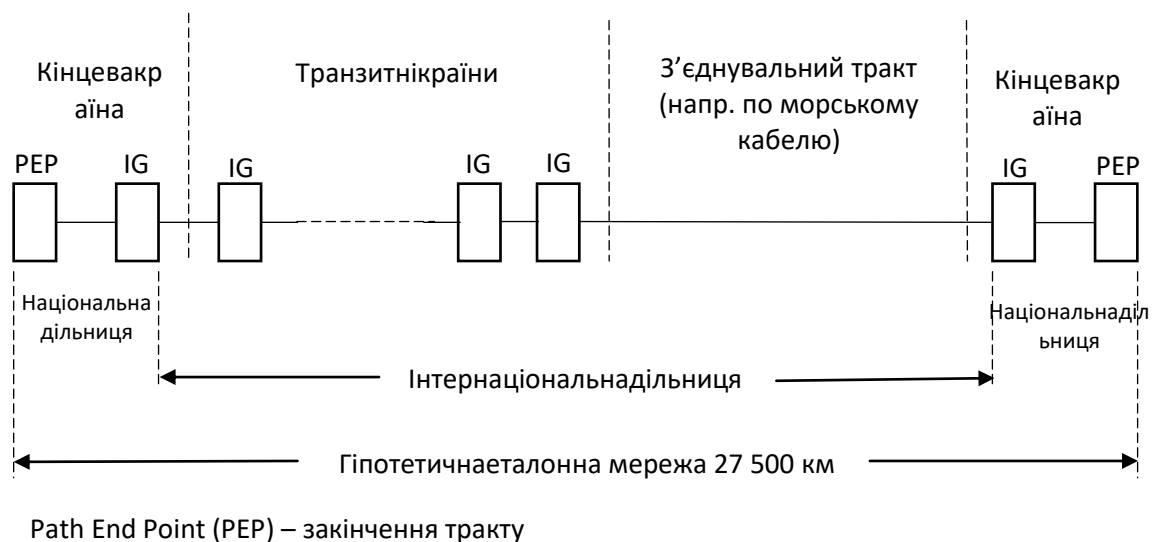 Кінцевакр
аїна
Транзитнікраїни
З’єднувальний тракт
(напр. по морському
кабелю)
Кінцевакр
аїна
PEP IG IG IG IG IG PEP
Національна
дільниця
Національнаділ
ьниця
Інтернаціональнадільниця
Гіпотетичнаеталонна мережа 27 500 км
Path End Point (PEP) – закінчення тракту